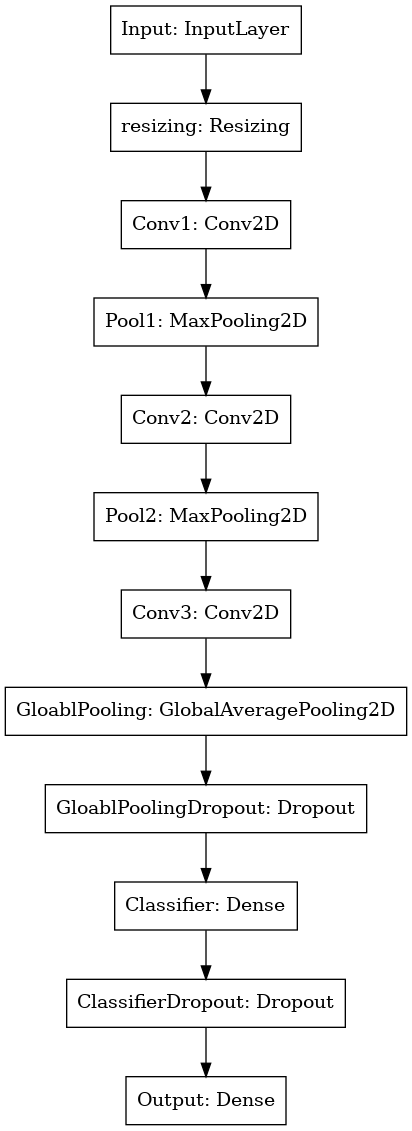 Input: InputLayer
resizing: Resizing
Conv1: Conv2D
Pool1: MaxPooling2D
Conv2: Conv2D
Pool2: MaxPooling2D
Conv3: Conv2D
GloablPooling: GlobalAveragePooling2D
GloablPoolingDropout: Dropout
Classifier: Dense
ClassifierDropout: Dropout
Output: Dense